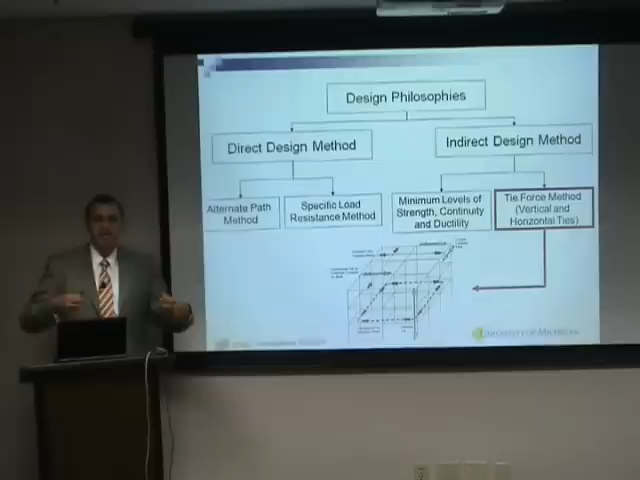 Design Philosophies
Direct Design Method
Indirect Design Method
Alternate Path
Method
Specific Load
Resistance Method
Minimum Levels of
Strength, Continuity
and Ductility
Tie Force Method
(Vertical and
Horizontal Ties)
UNIVERSITY OF MICHIGAN